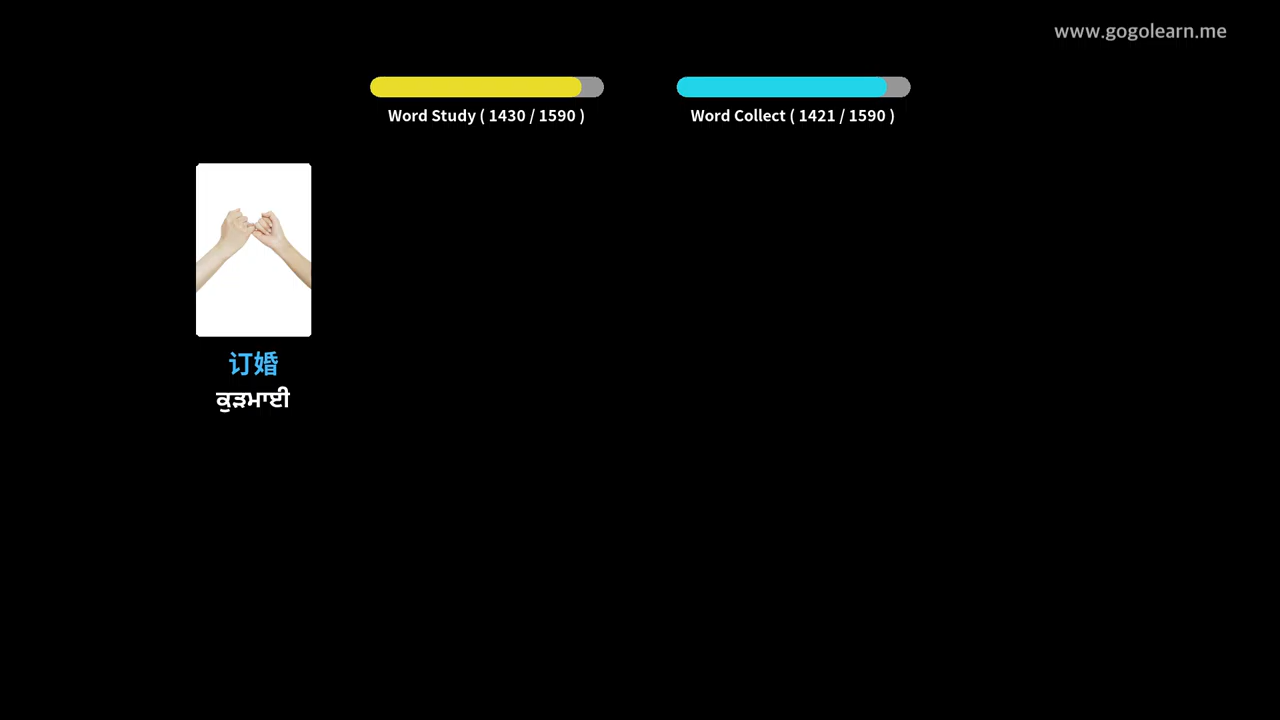 www.gogolearn.me
Word Study ( 1430 / 1590 )
Word Collect ( 1421 / 1590 )
订婚
ਕੁੜਮਾਈ